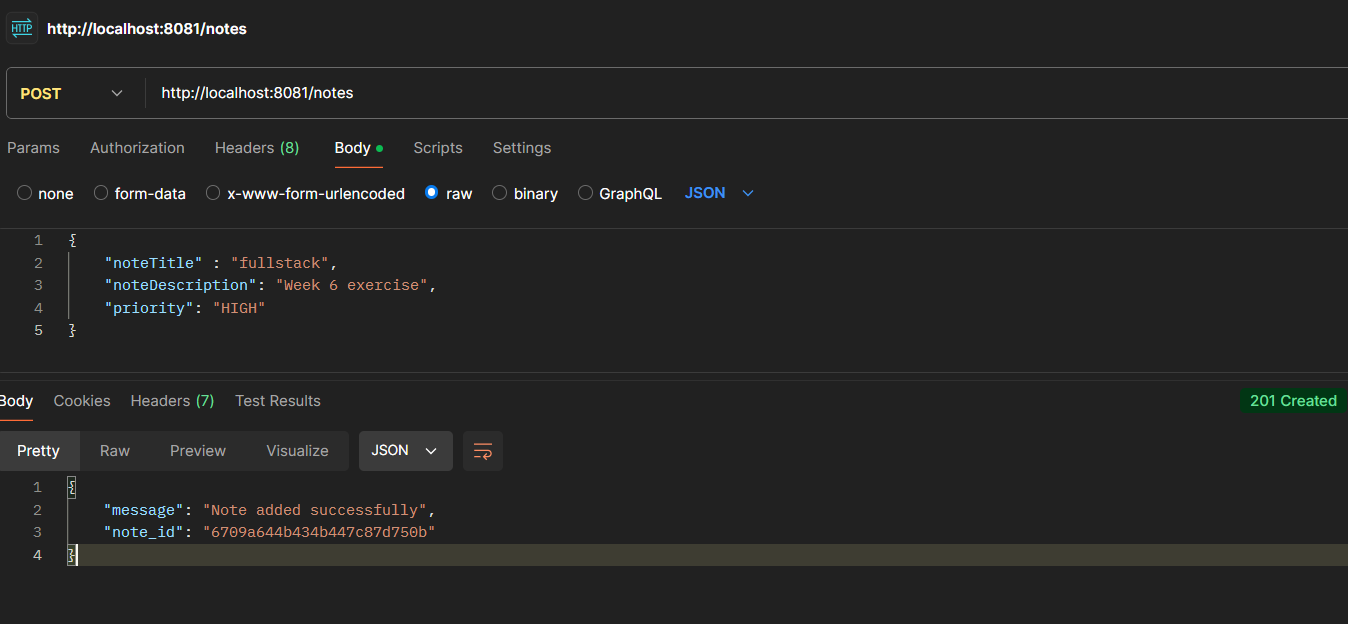 HTTP http://localhost:8081/notes
POST http://localhost:8081/notes
Params Authorization Headers (8) Body Scripts Settings
none form-data x-www-form-urlencoded raw binary GraphQL JSON
1 {
2 "noteTitle" : "fullstack",
3 "noteDescription": "Week 6 exercise",
4 "priority": "HIGH"
5 }
Body Cookies Headers (7) Test Results 201 Created
Pretty Raw Preview Visualize JSON
1 {
2 "message": "Note added successfully",
3 "note_id": "6709a644b434b447c87d750b"
4 }